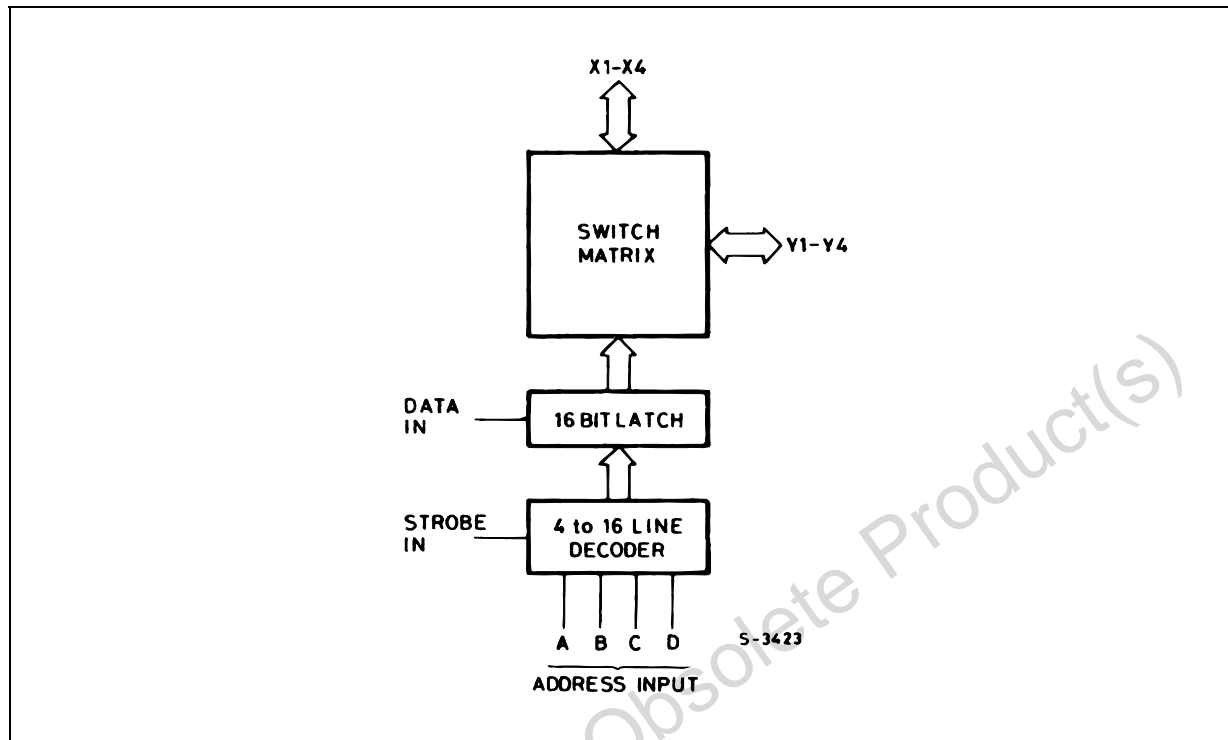 X1-X4
SWITCH
MATRIX
Y1-Y4
DATA
IN
16 BIT LATCH
STROBE
IN
4 to 16 LINE
DECODER
A B C D
S-3423
ADDRESS INPUT
Obsolete Product(s)